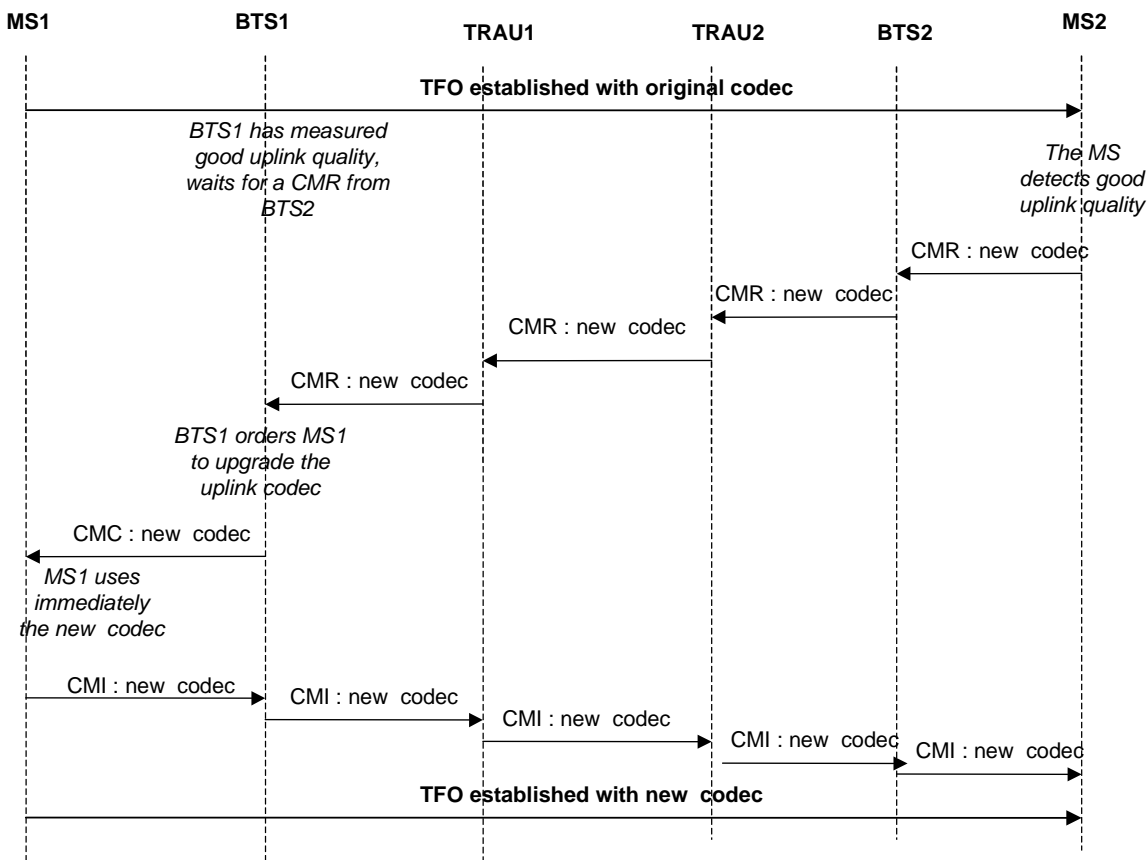 MS1
BTS1
TRAU1
TRAU2
BTS2
MS2
TFO established with original codec
BTS1 has measured
good uplink quality,
waits for a CMR from
BTS2
The MS
detects good
uplink quality
CMR : new codec
CMR : new codec
CMR : new codec
CMR : new codec
BTS1 orders MS1
to upgrade the
uplink codec
CMC : new codec
MS1 uses
immediately
the new codec
CMI : new codec
CMI : new codec
CMI : new codec
CMI : new codec
CMI : new codec
TFO established with new codec